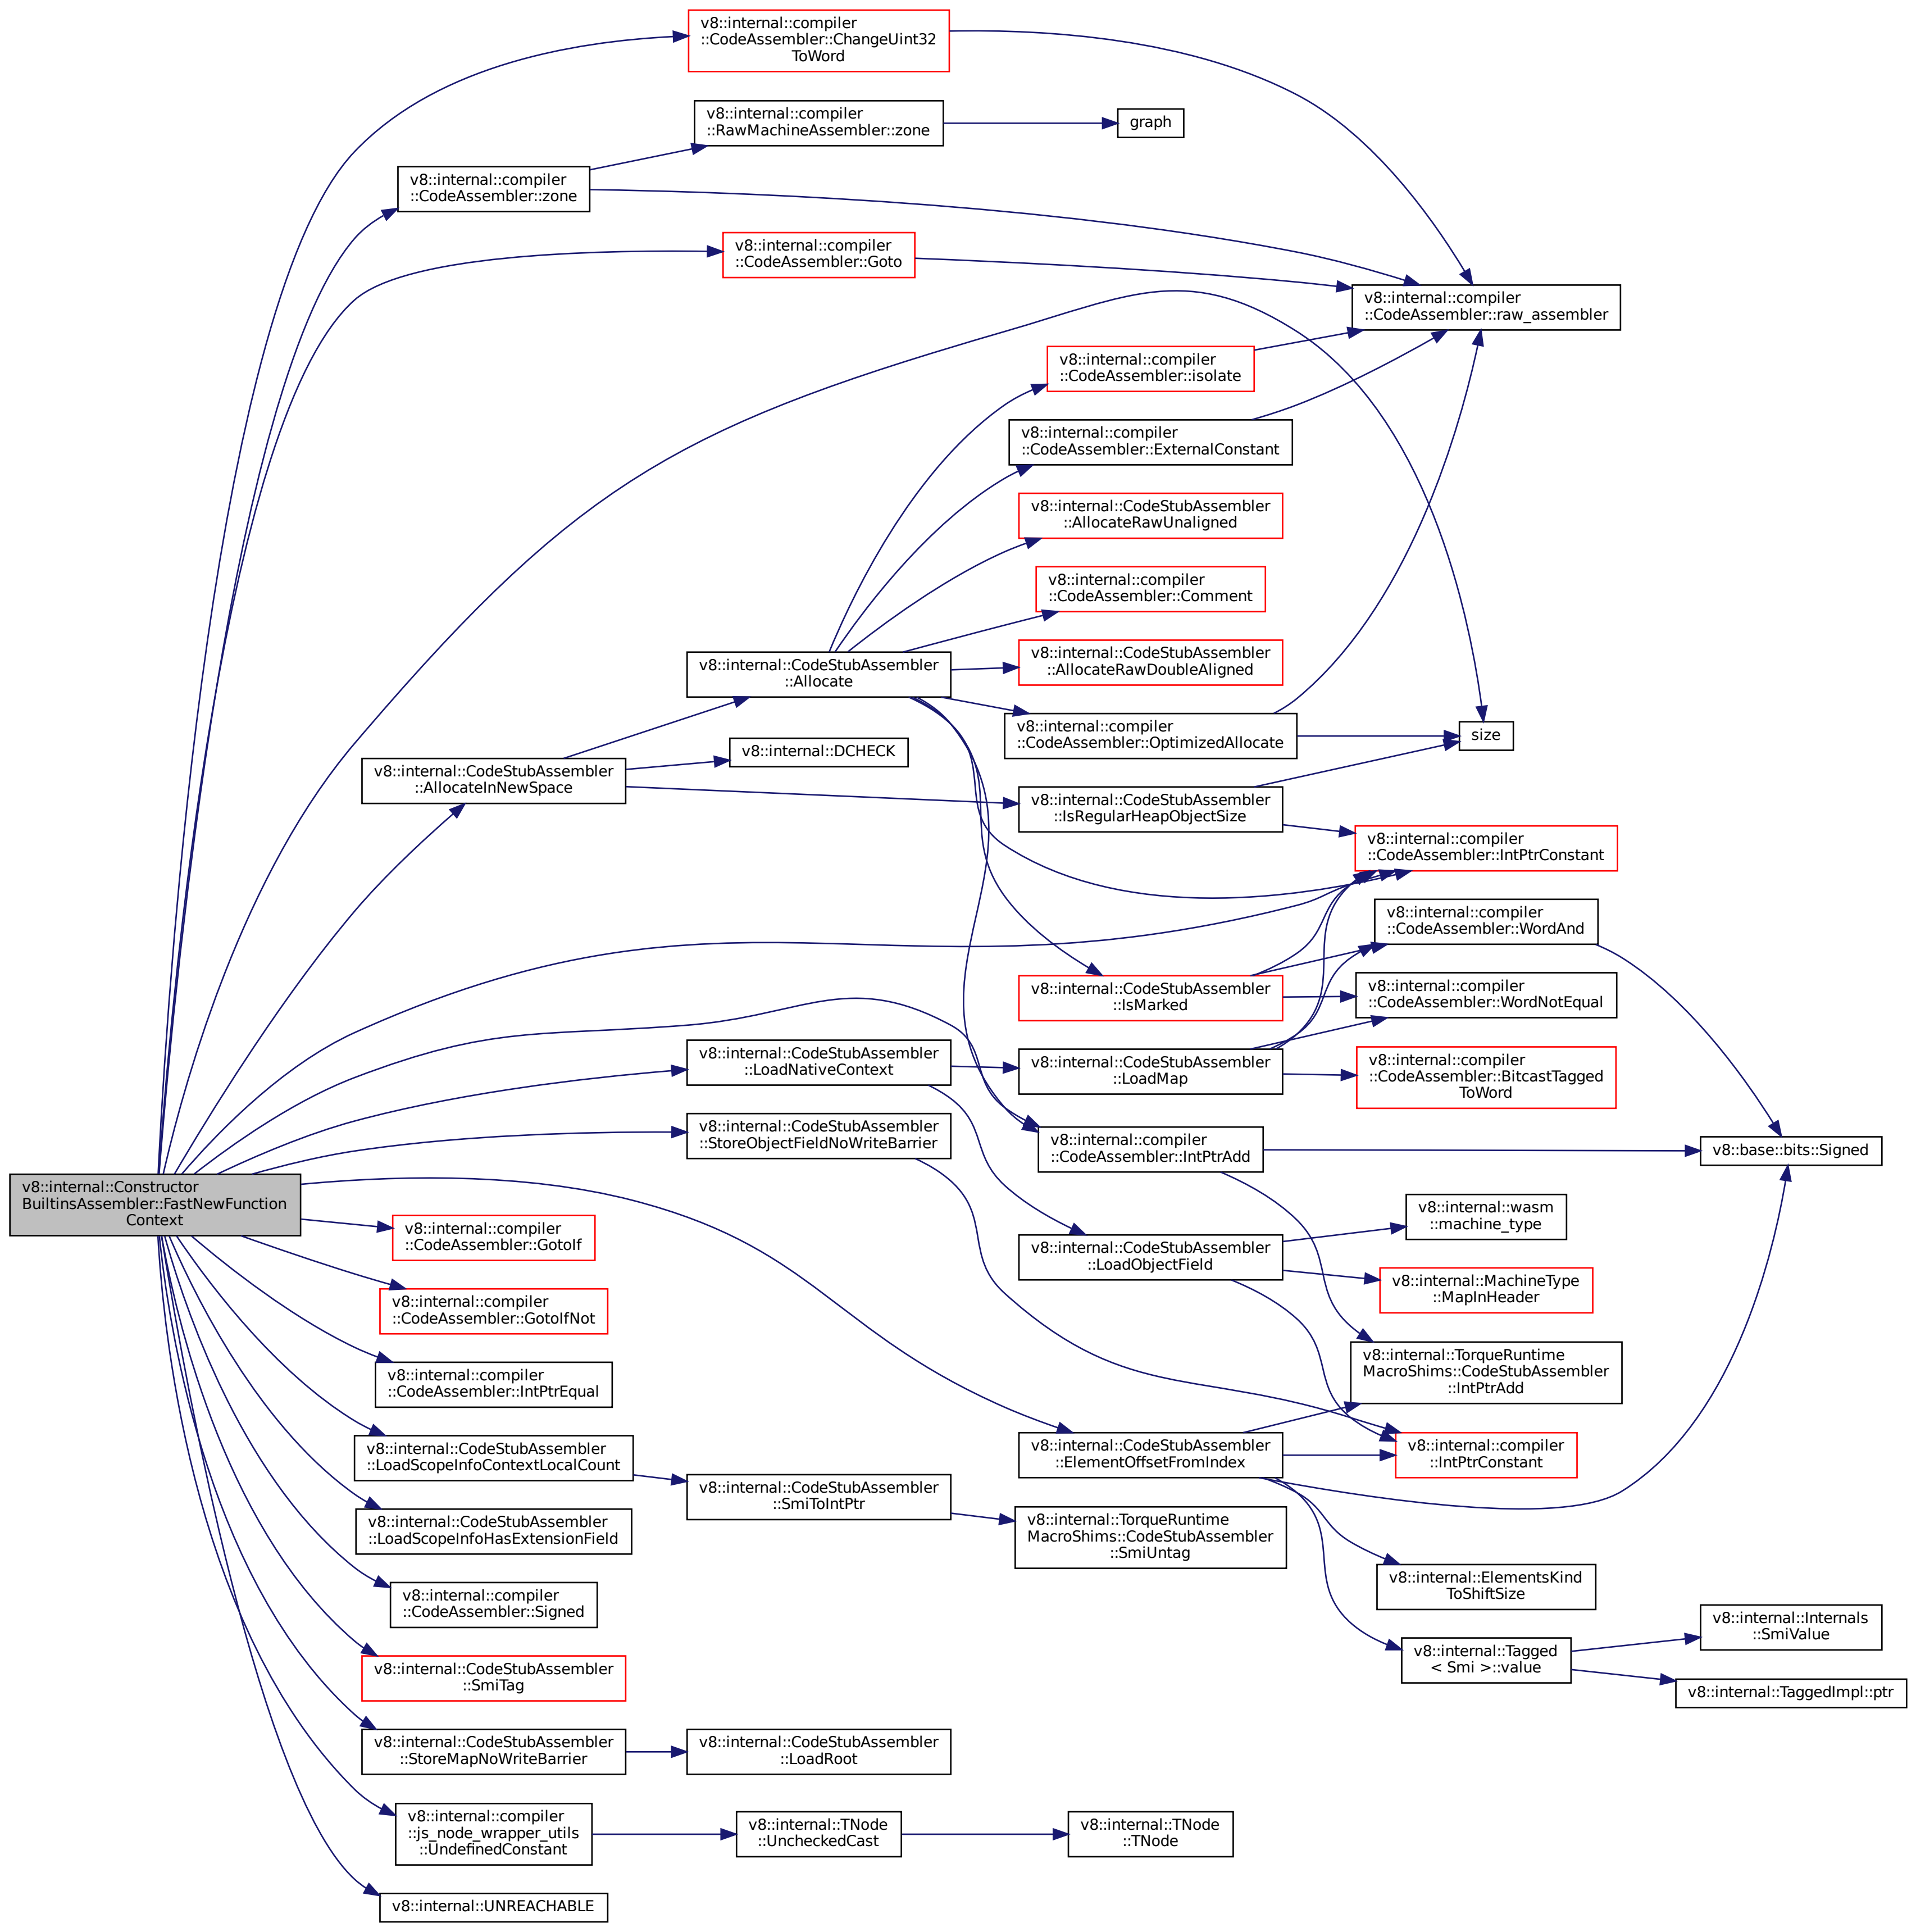 v8::internal::compiler
::CodeAssembler::ChangeUint32
ToWord
v8::internal::compiler
::RawMachineAssembler::zone
graph
v8::internal::compiler
::CodeAssembler::zone
v8::internal::compiler
::CodeAssembler::Goto
v8::internal::compiler
::CodeAssembler::raw_assembler
v8::internal::compiler
::CodeAssembler::isolate
v8::internal::compiler
::CodeAssembler::ExternalConstant
v8::internal::CodeStubAssembler
::AllocateRawUnaligned
v8::internal::compiler
::CodeAssembler::Comment
v8::internal::CodeStubAssembler
::Allocate
v8::internal::CodeStubAssembler
::AllocateRawDoubleAligned
v8::internal::compiler
::CodeAssembler::OptimizedAllocate
size
v8::internal::DCHECK
v8::internal::CodeStubAssembler
::AllocateInNewSpace
v8::internal::CodeStubAssembler
::IsRegularHeapObjectSize
v8::internal::compiler
::CodeAssembler::IntPtrConstant
v8::internal::compiler
::CodeAssembler::WordAnd
v8::internal::CodeStubAssembler
::IsMarked
v8::internal::compiler
::CodeAssembler::WordNotEqual
v8::internal::CodeStubAssembler
::LoadNativeContext
v8::internal::CodeStubAssembler
::LoadMap
v8::internal::compiler
::CodeAssembler::BitcastTagged
ToWord
v8::internal::CodeStubAssembler
::StoreObjectFieldNoWriteBarrier
v8::internal::compiler
::CodeAssembler::IntPtrAdd
v8::base::bits::Signed
v8::internal::Constructor
BuiltinsAssembler::FastNewFunction
Context
v8::internal::compiler
::CodeAssembler::GotoIf
v8::internal::CodeStubAssembler
::LoadObjectField
v8::internal::wasm
::machine_type
v8::internal::MachineType
::MapInHeader
v8::internal::compiler
::CodeAssembler::GotoIfNot
v8::internal::TorqueRuntime
MacroShims::CodeStubAssembler
::IntPtrAdd
v8::internal::compiler
::CodeAssembler::IntPtrEqual
v8::internal::CodeStubAssembler
::LoadScopeInfoContextLocalCount
v8::internal::CodeStubAssembler
::ElementOffsetFromIndex
v8::internal::compiler
::IntPtrConstant
v8::internal::CodeStubAssembler
::SmiToIntPtr
v8::internal::CodeStubAssembler
::LoadScopeInfoHasExtensionField
v8::internal::TorqueRuntime
MacroShims::CodeStubAssembler
::SmiUntag
v8::internal::compiler
::CodeAssembler::Signed
v8::internal::ElementsKind
ToShiftSize
v8::internal::Internals
::SmiValue
v8::internal::CodeStubAssembler
::SmiTag
v8::internal::Tagged
< Smi >::value
v8::internal::TaggedImpl::ptr
v8::internal::CodeStubAssembler
::StoreMapNoWriteBarrier
v8::internal::CodeStubAssembler
::LoadRoot
v8::internal::compiler
::js_node_wrapper_utils
::UndefinedConstant
v8::internal::TNode
::UncheckedCast
v8::internal::TNode
::TNode
v8::internal::UNREACHABLE